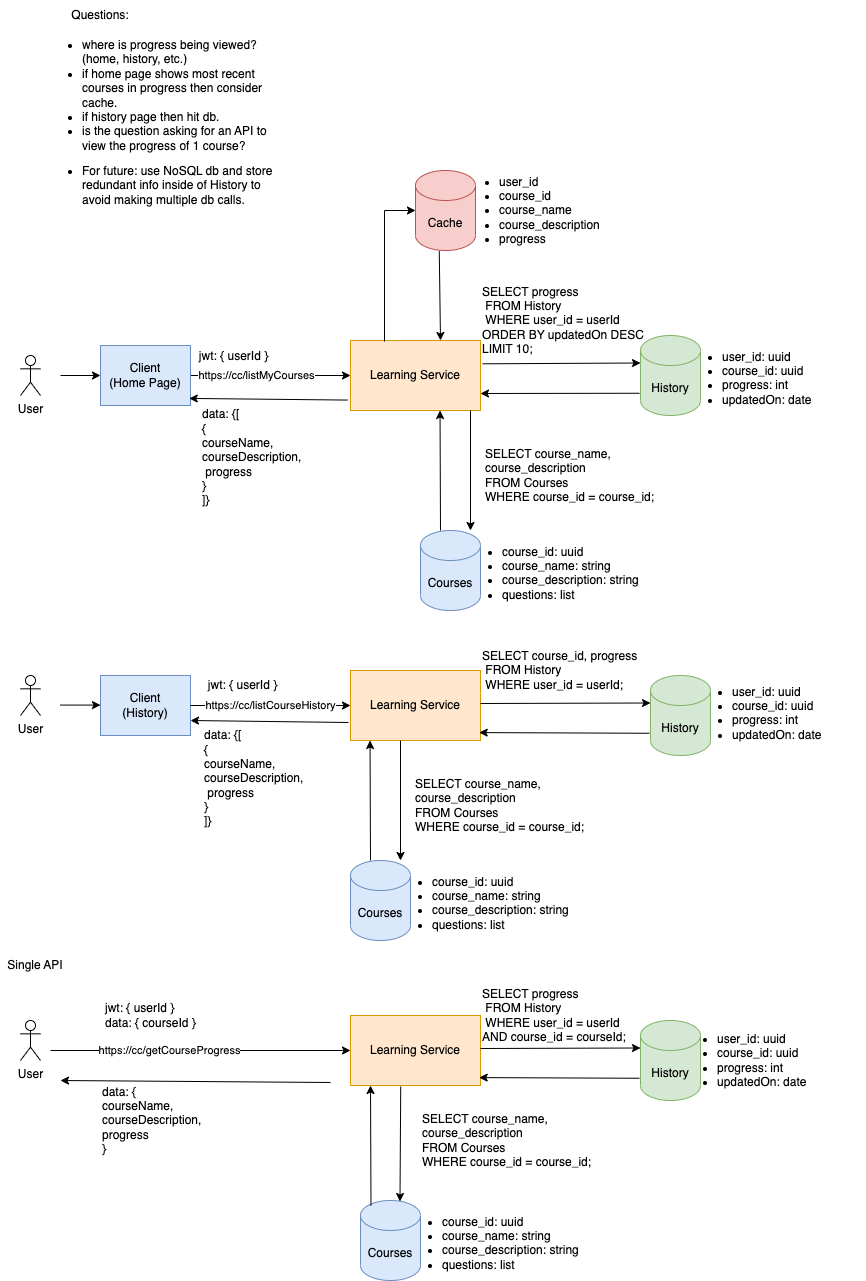 Questions:
where is progress being viewed?
(home, history, etc.)
if home page shows most recent
courses in progress then consider
cache.
if history page then hit db.
is the question asking for an API to
view the progress of 1 course?
For future: use NoSQL db and store
redundant info inside of History to
avoid making multiple db calls.
Cache
user_id
course_id
course_name
course_description
progress
SELECT progress
FROM History
WHERE user_id = userId
ORDER BY updatedOn DESC
LIMIT 10;
User
Client
(Home Page)
jwt: { userId }
https://cc/listMyCourses
Learning Service
History
user_id: uuid
course_id: uuid
progress: int
updatedOn: date
data: {[
{
courseName,
courseDescription,
progress
}
]}
SELECT course_name,
course_description
FROM Courses
WHERE course_id = course_id;
Courses
course_id: uuid
course_name: string
course_description: string
questions: list
SELECT course_id, progress
FROM History
WHERE user_id = userId;
User
Client
(History)
jwt: { userId }
https://cc/listCourseHistory
Learning Service
History
user_id: uuid
course_id: uuid
progress: int
updatedOn: date
data: {[
{
courseName,
courseDescription,
progress
}
]}
SELECT course_name,
course_description
FROM Courses
WHERE course_id = course_id;
Courses
course_id: uuid
course_name: string
course_description: string
questions: list
Single API
jwt: { userId }
data: { courseId }
https://cc/getCourseProgress
User
Learning Service
SELECT progress
FROM History
WHERE user_id = userId
AND course_id = courseId;
History
user_id: uuid
course_id: uuid
progress: int
updatedOn: date
data: {
courseName,
courseDescription,
progress
}
SELECT course_name,
course_description
FROM Courses
WHERE course_id = course_id;
Courses
course_id: uuid
course_name: string
course_description: string
questions: list